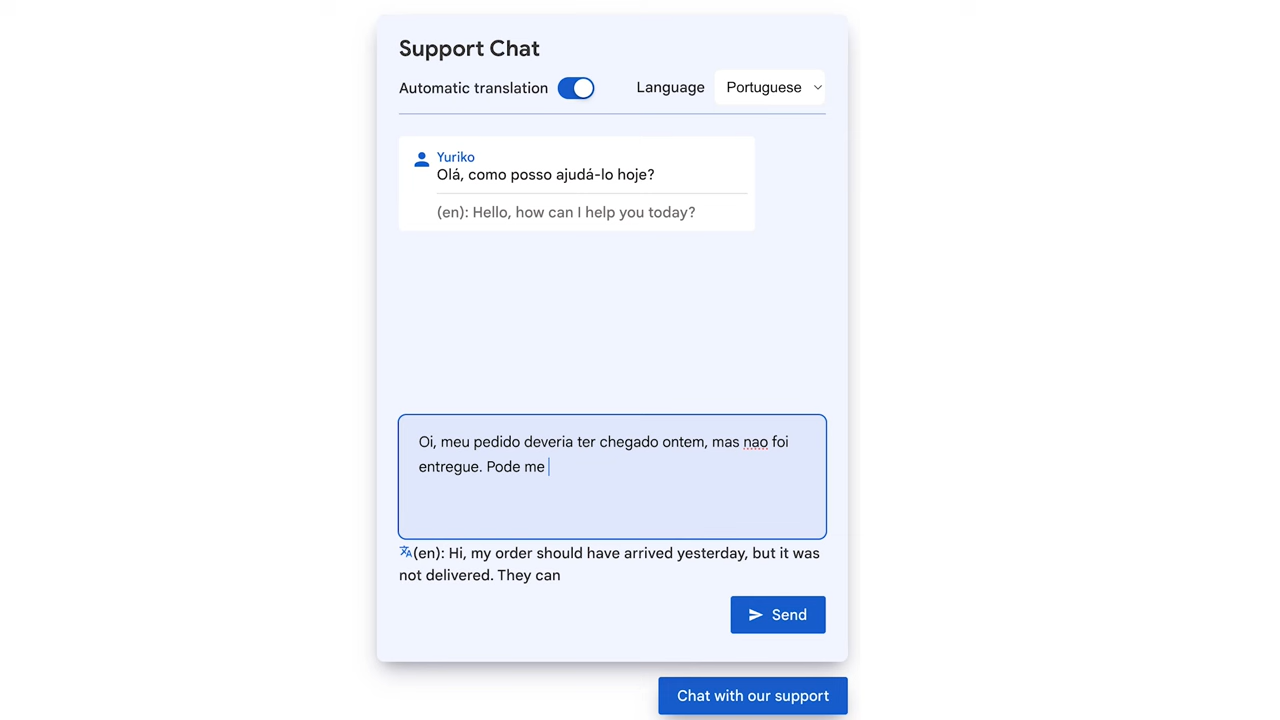 Support Chat
Automatic translation
Language
Portuguese
Yuriko
Olá, como posso ajudá-lo hoje?
(en): Hello, how can I help you today?
Oi, meu pedido deveria ter chegado ontem, mas nao foi
entregue. Pode me
(en): Hi, my order should have arrived yesterday, but it was
not delivered. They can
Send
Chat with our support